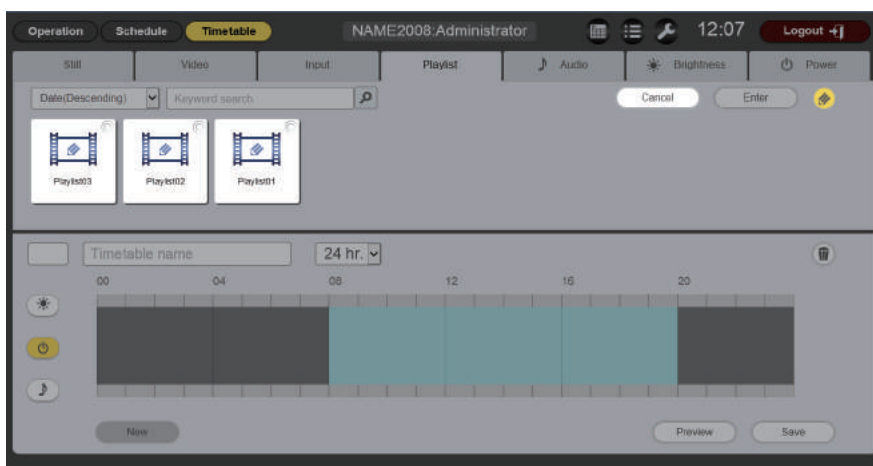 Operation Schedule Timetable NAME2008:Administrator 12:07 Logout
Still Video Input Playlist Audio Brightness Power
Date(Descending) Keyword search Cancel Enter
Playlist03 Playlist02 Playlist01
Timetable name 24 hr.
00 04 08 12 16 20
New Preview Save